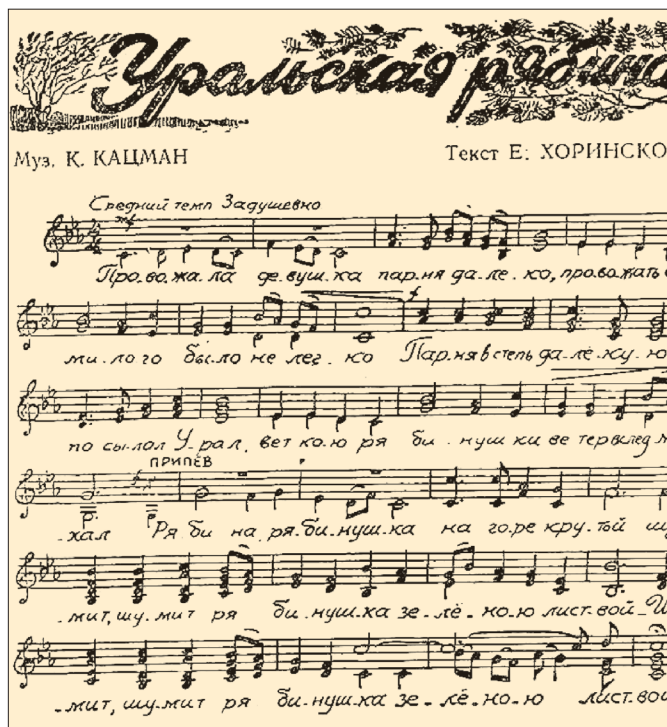 Уральская рябина
Муз. К. КАЦМАН
Текст Е. ХОРИНСКО
Средний темп Задушевно
mf
Про-во-жа-ла де-вуш-ка пар-ня да-ле-ко, про-во-жать
f
ми-ло-го бы-ло не-лег-ко Пар-ня в степь да-лё-ку-ю
по-сы-лал У-рал, вет-ко-ю ря-би-нуш-ки ве-тер вслед м
ПРИПЕВ
-хал Ря-би-на ря-би-нуш-ка на го-ре кру-той ш
-мит, шу-мит ря-би-нуш-ка зе-лё-но-ю лист-вой Ш
-мит, шу-мит ря-би-нуш-ка зе-лё-но-ю лист-вой